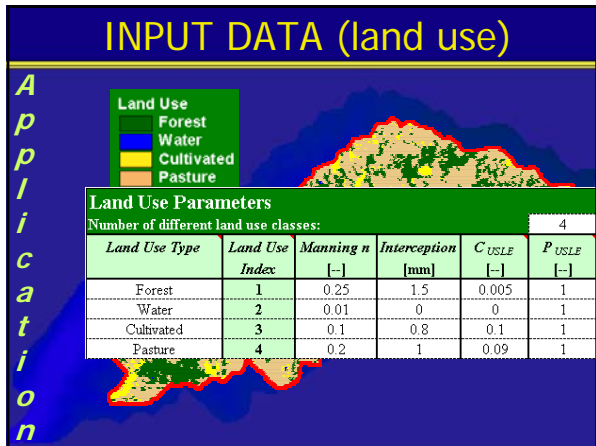 INPUT DATA (land use)
Application
Land Use
Forest
Water
Cultivated
Pasture
Land Use Parameters
Number of different land use classes: 4
Land Use Type Land Use Index Manning n [--] Interception [mm] C USLE [--] P USLE [--]
Forest 1 0.25 1.5 0.005 1
Water 2 0.01 0 0 1
Cultivated 3 0.1 0.8 0.1 1
Pasture 4 0.2 1 0.09 1